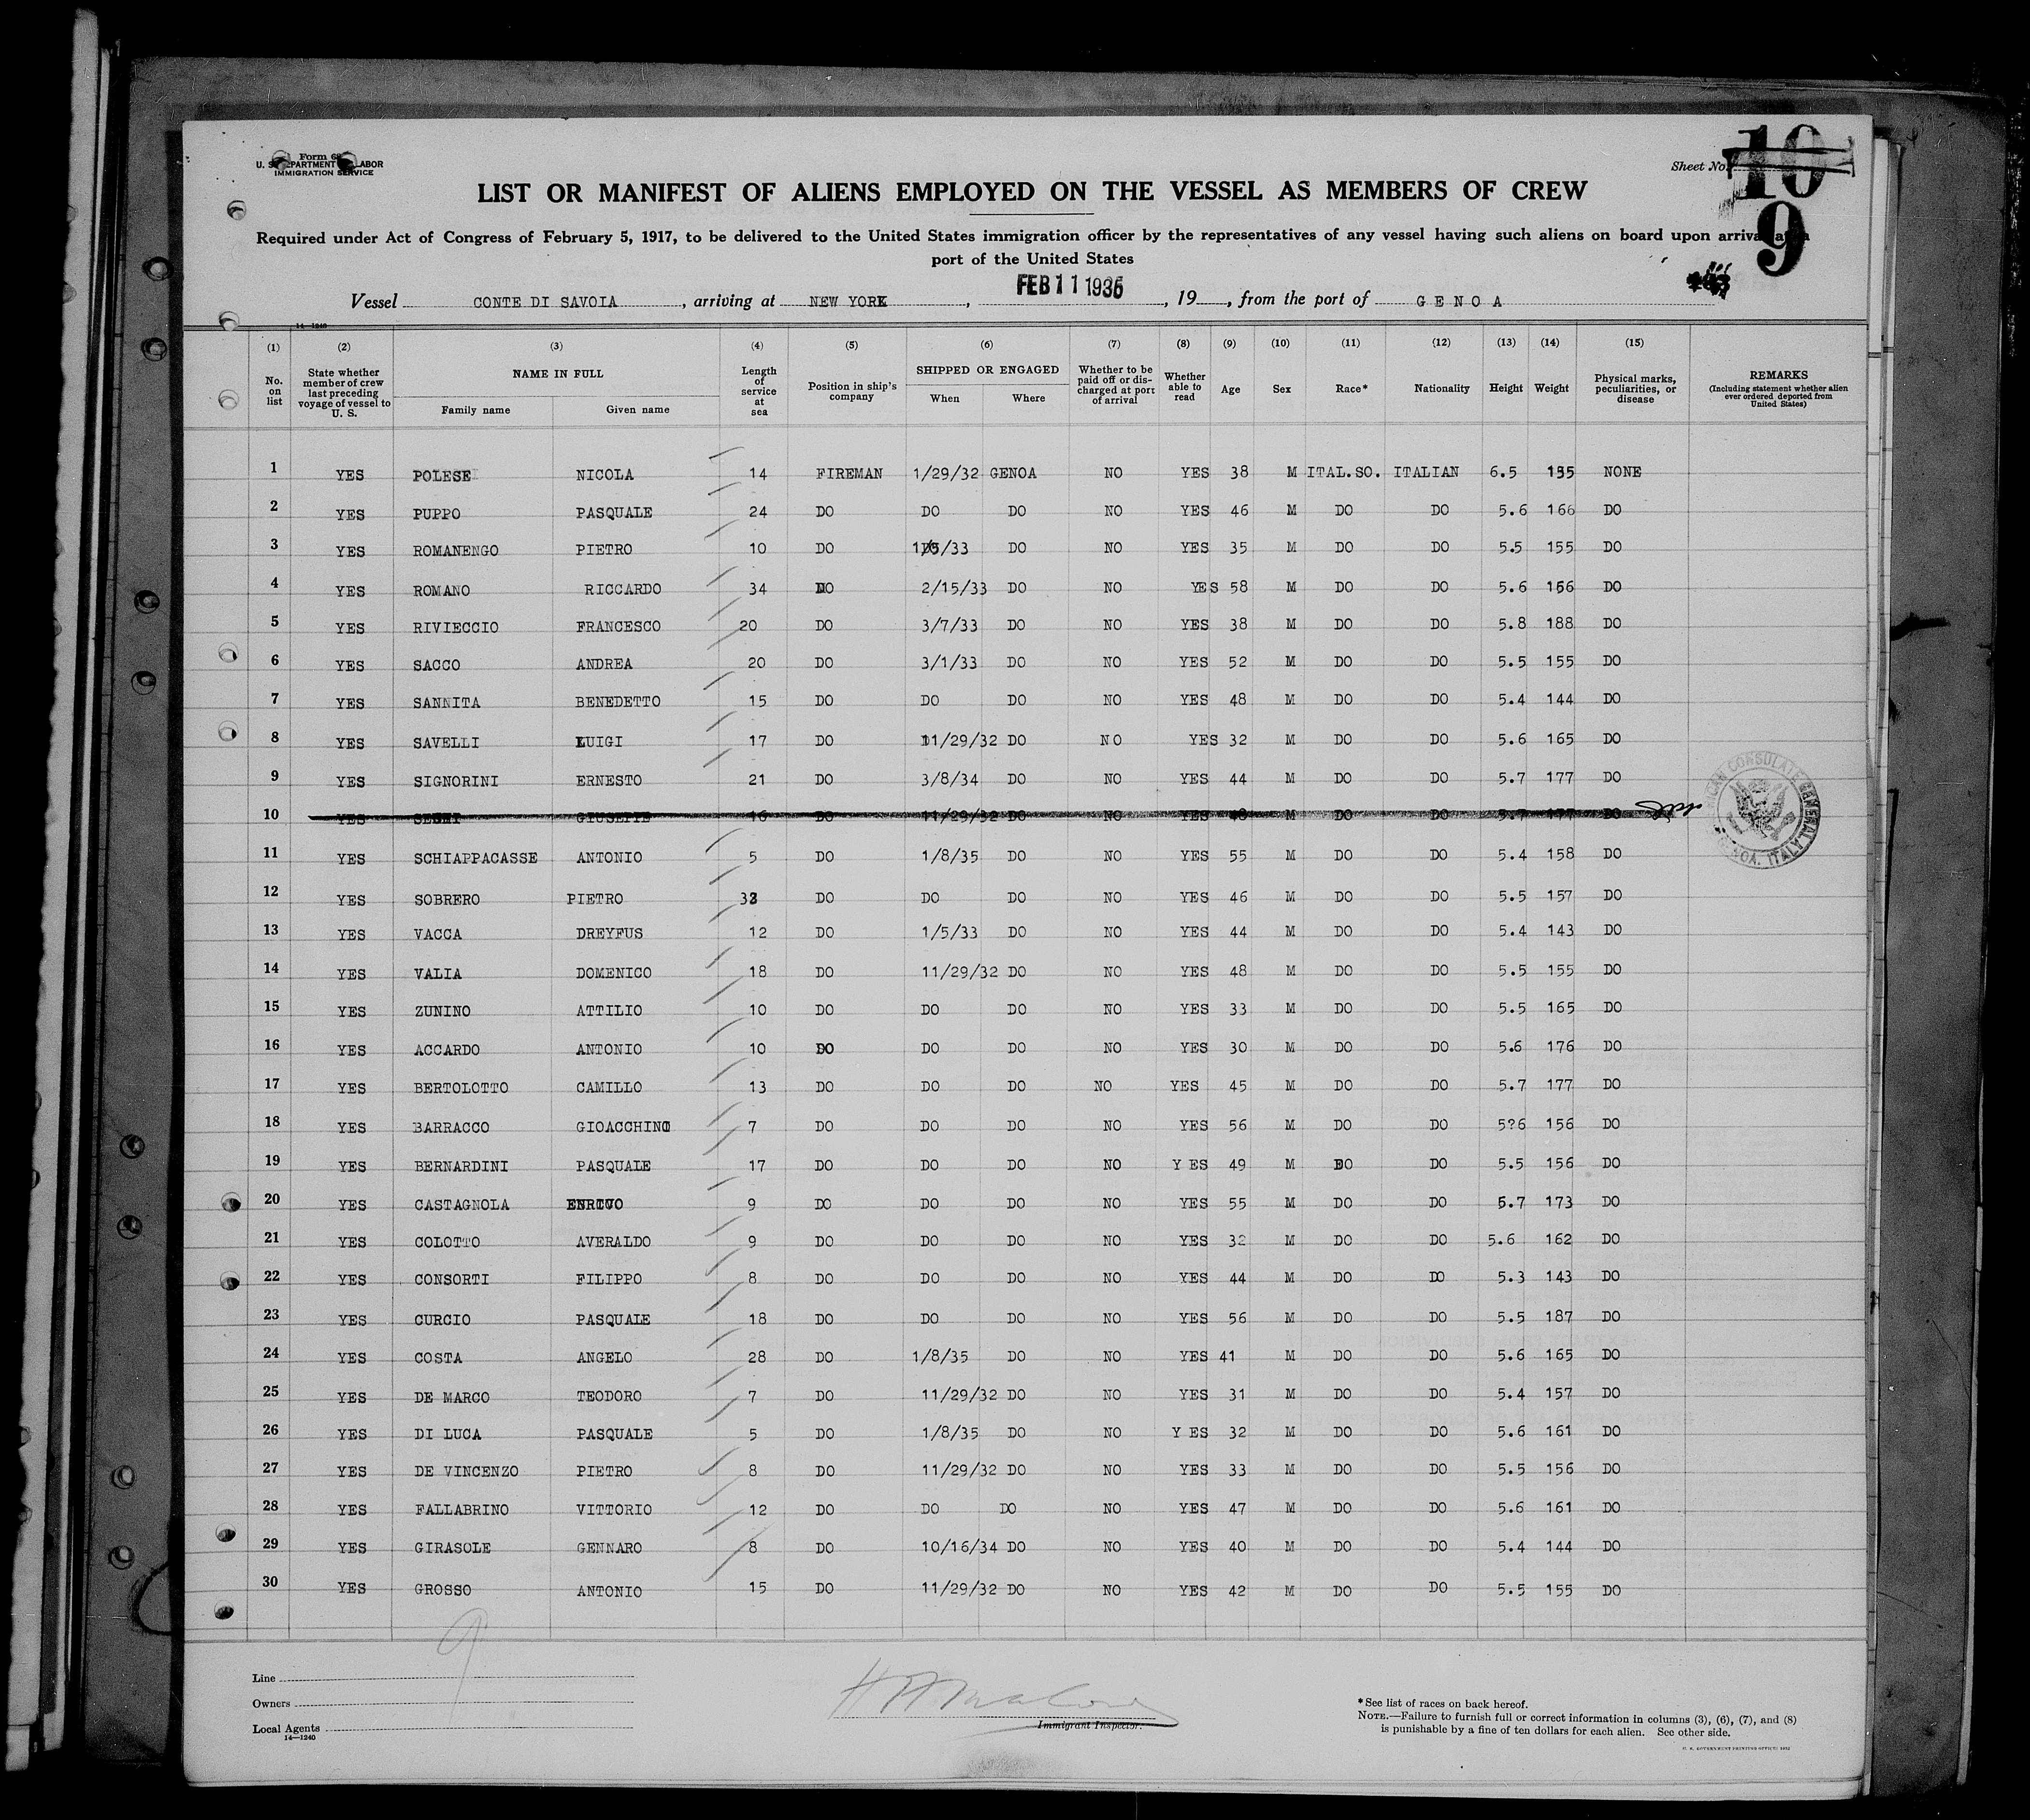 Form 68
U. S. DEPARTMENT LABOR
IMMIGRATION SERVICE
Sheet No. 10
9
LIST OR MANIFEST OF ALIENS EMPLOYED ON THE VESSEL AS MEMBERS OF CREW
Required under Act of Congress of February 5, 1917, to be delivered to the United States immigration officer by the representatives of any vessel having such aliens on board upon arrival at a
port of the United States
Vessel CONTE DI SAVOIA, arriving at NEW YORK, FEB 11 1936, 19, from the port of GENOA
14—1240
(1) (2) (3) (4) (5) (6) (7) (8) (9) (10) (11) (12) (13) (14) (15)
No. on list State whether member of crew last preceding voyage of vessel to U. S. NAME IN FULL Family name Given name Length of service at sea Position in ship's company SHIPPED OR ENGAGED When Where Whether to be paid off or discharged at port of arrival Whether able to read Age Sex Race* Nationality Height Weight Physical marks, peculiarities, or disease REMARKS (Including statement whether alien ever ordered deported from United States)
1 YES POLESE NICOLA 14 FIREMAN 1/29/32 GENOA NO YES 38 M ITAL.SO. ITALIAN 6.5 135 NONE
2 YES PUPPO PASQUALE 24 DO DO DO NO YES 46 M DO DO 5.6 166 DO
3 YES ROMANENGO PIETRO 10 DO 1/5/33 DO NO YES 35 M DO DO 5.5 155 DO
4 YES ROMANO RICCARDO 34 DO 2/15/33 DO NO YES 58 M DO DO 5.6 166 DO
5 YES RIVIECCIO FRANCESCO 20 DO 3/7/33 DO NO YES 38 M DO DO 5.8 188 DO
6 YES SACCO ANDREA 20 DO 3/1/33 DO NO YES 52 M DO DO 5.5 155 DO
7 YES SANNITA BENEDETTO 15 DO DO DO NO YES 48 M DO DO 5.4 144 DO
8 YES SAVELLI LUIGI 17 DO 11/29/32 DO NO YES 32 M DO DO 5.6 165 DO
9 YES SIGNORINI ERNESTO 21 DO 3/8/34 DO NO YES 44 M DO DO 5.7 177 DO
10 YES GIUSEPPE 16 DO 11/29/32 DO NO YES 48 M DO DO 5.7 177 DO
AMERICAN CONSULATE GENERAL GENOA, ITALY
11 YES SCHIAPPACASSE ANTONIO 5 DO 1/8/35 DO NO YES 55 M DO DO 5.4 158 DO
12 YES SOBRERO PIETRO DO DO DO NO YES 46 M DO DO 5.5 157 DO
13 YES VACCA DREYFUS 12 DO 1/5/33 DO NO YES 44 M DO DO 5.4 143 DO
14 YES VALIA DOMENICO 18 DO 11/29/32 DO NO YES 48 M DO DO 5.5 155 DO
15 YES ZUNINO ATTILIO 10 DO DO DO NO YES 33 M DO DO 5.5 165 DO
16 YES ACCARDO ANTONIO 10 DO DO DO NO YES 30 M DO DO 5.6 176 DO
17 YES BERTOLOTTO CAMILLO 13 DO DO DO NO YES 45 M DO DO 5.7 177 DO
18 YES BARRACCO GIOACCHINO 7 DO DO DO NO YES 56 M DO DO 5?6 156 DO
19 YES BERNARDINI PASQUALE 17 DO DO DO NO Y ES 49 M DO DO 5.5 156 DO
20 YES CASTAGNOLA 9 DO DO DO NO YES 55 M DO DO 5.7 173 DO
21 YES COLOTTO AVERALDO 9 DO DO DO NO YES 32 M DO DO 5.6 162 DO
22 YES CONSORTI FILIPPO 8 DO DO DO NO YES 44 M DO DO 5.3 143 DO
23 YES CURCIO PASQUALE 18 DO DO DO NO YES 56 M DO DO 5.5 187 DO
24 YES COSTA ANGELO 28 DO 1/8/35 DO NO YES 41 M DO DO 5.6 165 DO
25 YES DE MARCO TEODORO 7 DO 11/29/32 DO NO YES 31 M DO DO 5.4 157 DO
26 YES DI LUCA PASQUALE 5 DO 1/8/35 DO NO Y ES 32 M DO DO 5.6 161 DO
27 YES DE VINCENZO PIETRO 8 DO 11/29/32 DO NO YES 33 M DO DO 5.5 156 DO
28 YES FALLABRINO VITTORIO 12 DO DO DO NO YES 47 M DO DO 5.6 161 DO
29 YES GIRASOLE GENNARO 8 DO 10/16/34 DO NO YES 40 M DO DO 5.4 144 DO
30 YES GROSSO ANTONIO 15 DO 11/29/32 DO NO YES 42 M DO DO 5.5 155 DO
9
Line
Owners
Local Agents
14—1240
Immigrant Inspector.
*See list of races on back hereof.
NOTE.—Failure to furnish full or correct information in columns (3), (6), (7), and (8)
is punishable by a fine of ten dollars for each alien. See other side.
U. S. GOVERNMENT PRINTING OFFICE: 1932